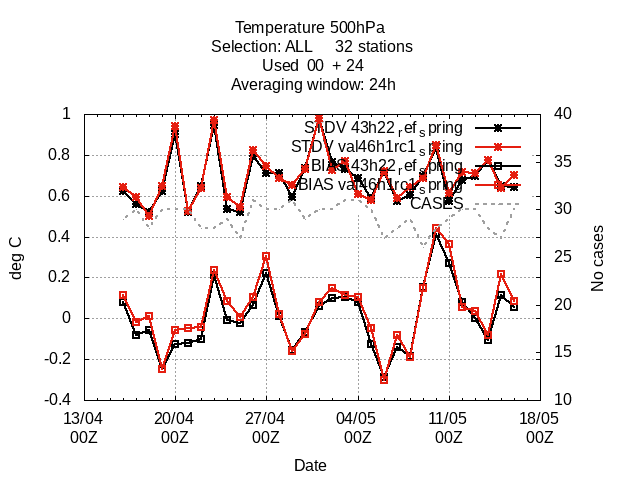 Temperature 500hPa
Selection: ALL 32 stations
Used 00 + 24
Averaging window: 24h
STDV 43h22_ref_spring
STDV val46h1rc1_spring
BIAS 43h22_ref_spring
BIAS val46h1rc1_spring
CASES
deg C
1
0.8
0.6
0.4
0.2
0
-0.2
-0.4
40
35
30
25
20
15
10
No cases
13/04 20/04 27/04 04/05 11/05 18/05
00Z 00Z 00Z 00Z 00Z 00Z
Date